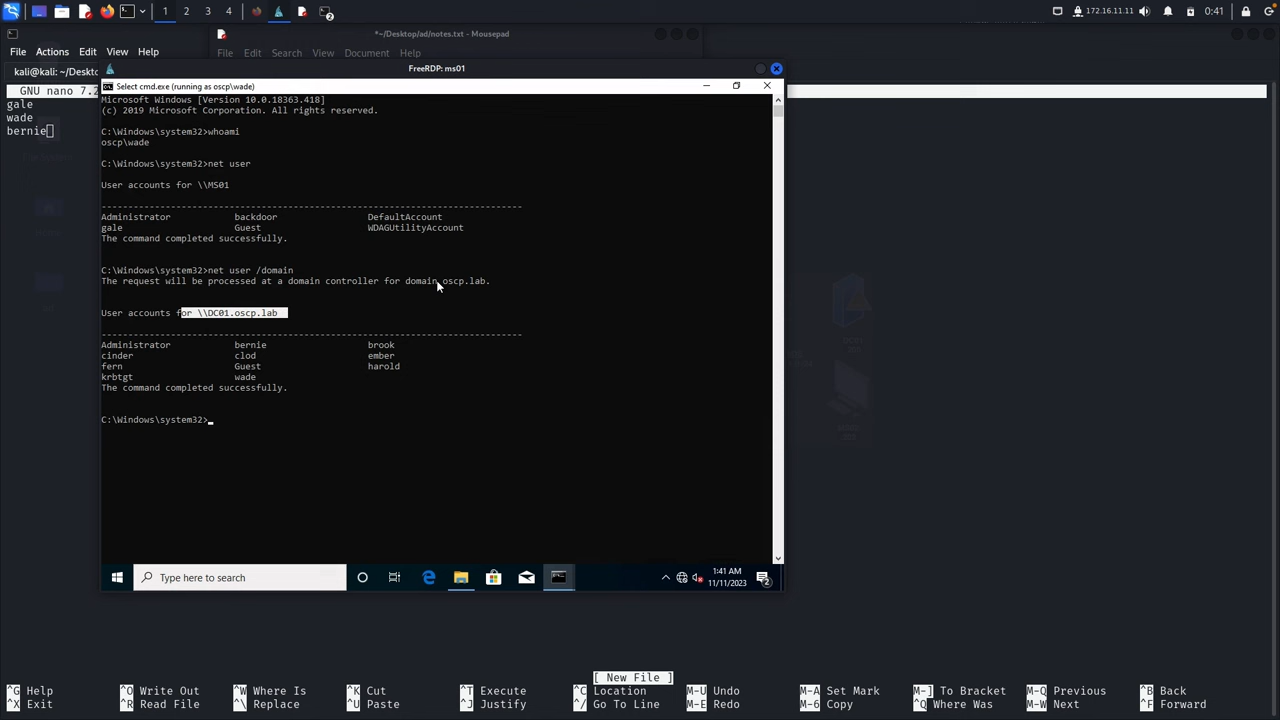 1 2 3 4 2
172.16.11.11
0:41
*~/Desktop/ad/notes.txt - Mousepad
File Actions Edit View Help
File Edit Search View Document Help
kali@kali: ~/Deskto
FreeRDP: ms01
GNU nano 7.2
gale
wade
bernie
Select cmd.exe (running as oscp\wade)
Microsoft Windows [Version 10.0.18363.418]
(c) 2019 Microsoft Corporation. All rights reserved.
C:\Windows\system32>whoami
oscp\wade
C:\Windows\system32>net user
User accounts for \\MS01
-------------------------------------------------------------------------------
Administrator backdoor DefaultAccount
gale Guest WDAGUtilityAccount
The command completed successfully.
C:\Windows\system32>net user /domain
The request will be processed at a domain controller for domain oscp.lab.
User accounts for \\DC01.oscp.lab
-------------------------------------------------------------------------------
Administrator bernie brook
cinder clod ember
fern Guest harold
krbtgt wade
The command completed successfully.
C:\Windows\system32>
Type here to search
1:41 AM
11/11/2023
2
[ New File ]
^G Help ^O Write Out ^W Where Is ^K Cut ^T Execute ^C Location M-U Undo M-A Set Mark M-] To Bracket M-Q Previous ^B Back
^X Exit ^R Read File ^\ Replace ^U Paste ^J Justify ^/ Go To Line M-E Redo M-6 Copy ^Q Where Was M-W Next ^F Forward